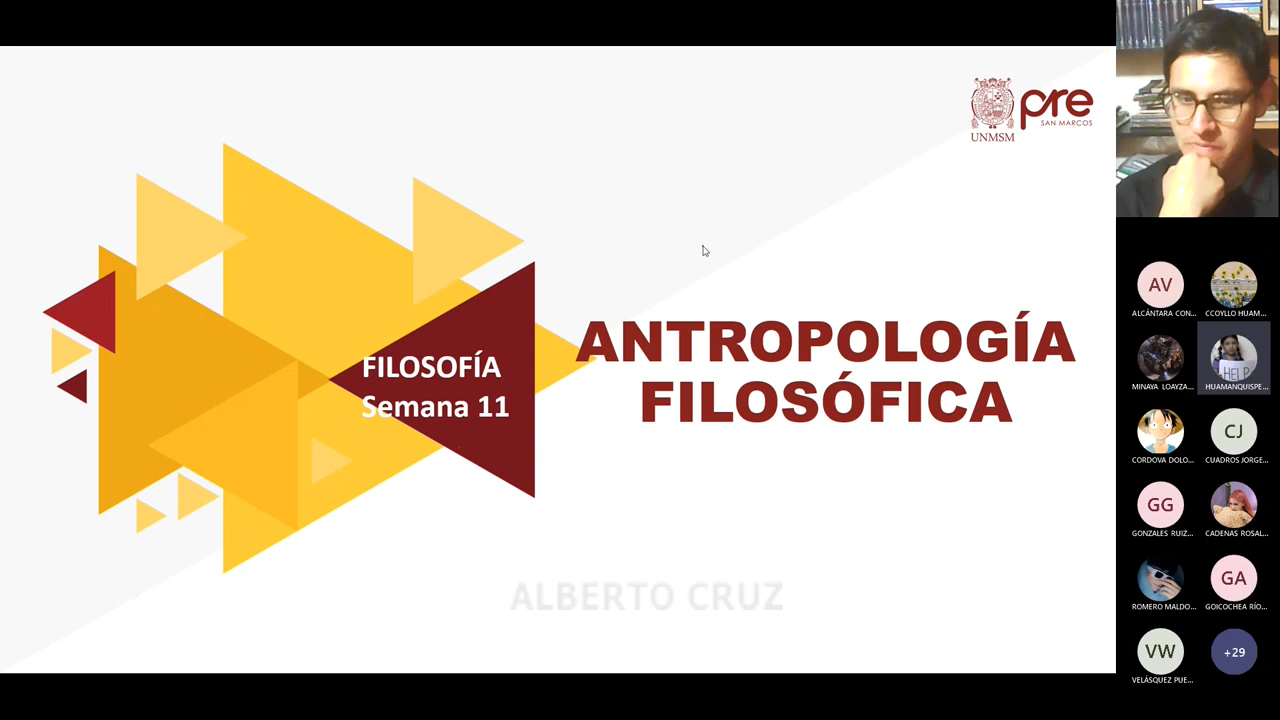 pre
SAN MARCOS
UNMSM
FILOSOFÍA
Semana 11
ANTROPOLOGÍA
FILOSÓFICA
ALBERTO CRUZ
AV
ALCÁNTARA CON...
CCOYLLO HUAM...
MINAYA LOAYZA...
HELP
HUAMANQUISPE...
CORDOVA DOLO...
CJ
CUADROS JORGE...
GG
GONZALES RUIZ...
CADENAS ROSAL...
ROMERO MALDO...
GA
GOICOCHEA RÍO...
VW
VELÁSQUEZ PUE...
+29